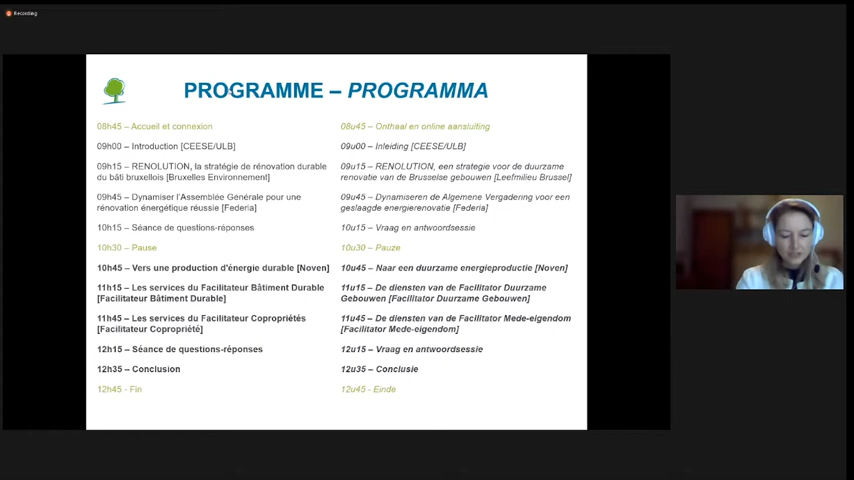 Recording
PROGRAMME – PROGRAMMA
08h45 – Accueil et connexion
09h00 – Introduction [CEESE/ULB]
09h15 – RENOLUTION, la stratégie de rénovation durable
du bâti bruxellois [Bruxelles Environnement]
09h45 – Dynamiser l'Assemblée Générale pour une
rénovation énergétique réussie [Federia]
10h15 – Séance de questions-réponses
10h30 – Pause
10h45 – Vers une production d'énergie durable [Noven]
11h15 – Les services du Facilitateur Bâtiment Durable
[Facilitateur Bâtiment Durable]
11h45 – Les services du Facilitateur Copropriétés
[Facilitateur Copropriété]
12h15 – Séance de questions-réponses
12h35 – Conclusion
12h45 - Fin
08u45 – Onthaal en online aansluiting
09u00 – Inleiding [CEESE/ULB]
09u15 – RENOLUTION, een strategie voor de duurzame
renovatie van de Brusselse gebouwen [Leefmilieu Brussel]
09u45 – Dynamiseren de Algemene Vergadering voor een
geslaagde energierenovatie [Federia]
10u15 – Vraag en antwoordsessie
10u30 – Pauze
10u45 – Naar een duurzame energieproductie [Noven]
11u15 – De diensten van de Facilitator Duurzame
Gebouwen [Facilitator Duurzame Gebouwen]
11u45 – De diensten van de Facilitator Mede-eigendom
[Facilitator Mede-eigendom]
12u15 – Vraag en antwoordsessie
12u35 – Conclusie
12u45 - Einde